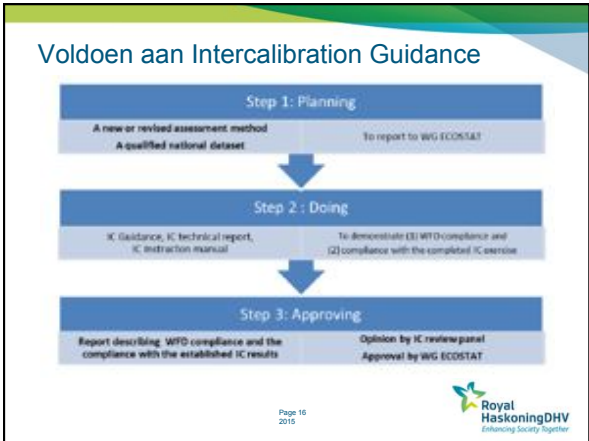 Voldoen aan Intercalibration Guidance
Step 1: Planning
A new or revised assessment method
A qualified national dataset
To report to WG ECOSTAT
Step 2 : Doing
IC Guidance, IC technical report,
IC instruction manual
To demonstrate (1) WFD compliance and
(2) compliance with the completed IC exercise
Step 3: Approving
Report describing WFD compliance and the
compliance with the established IC results
Opinion by IC review panel
Approval by WG ECOSTAT
Page 16
2015
Royal
HaskoningDHV
Enhancing Society Together